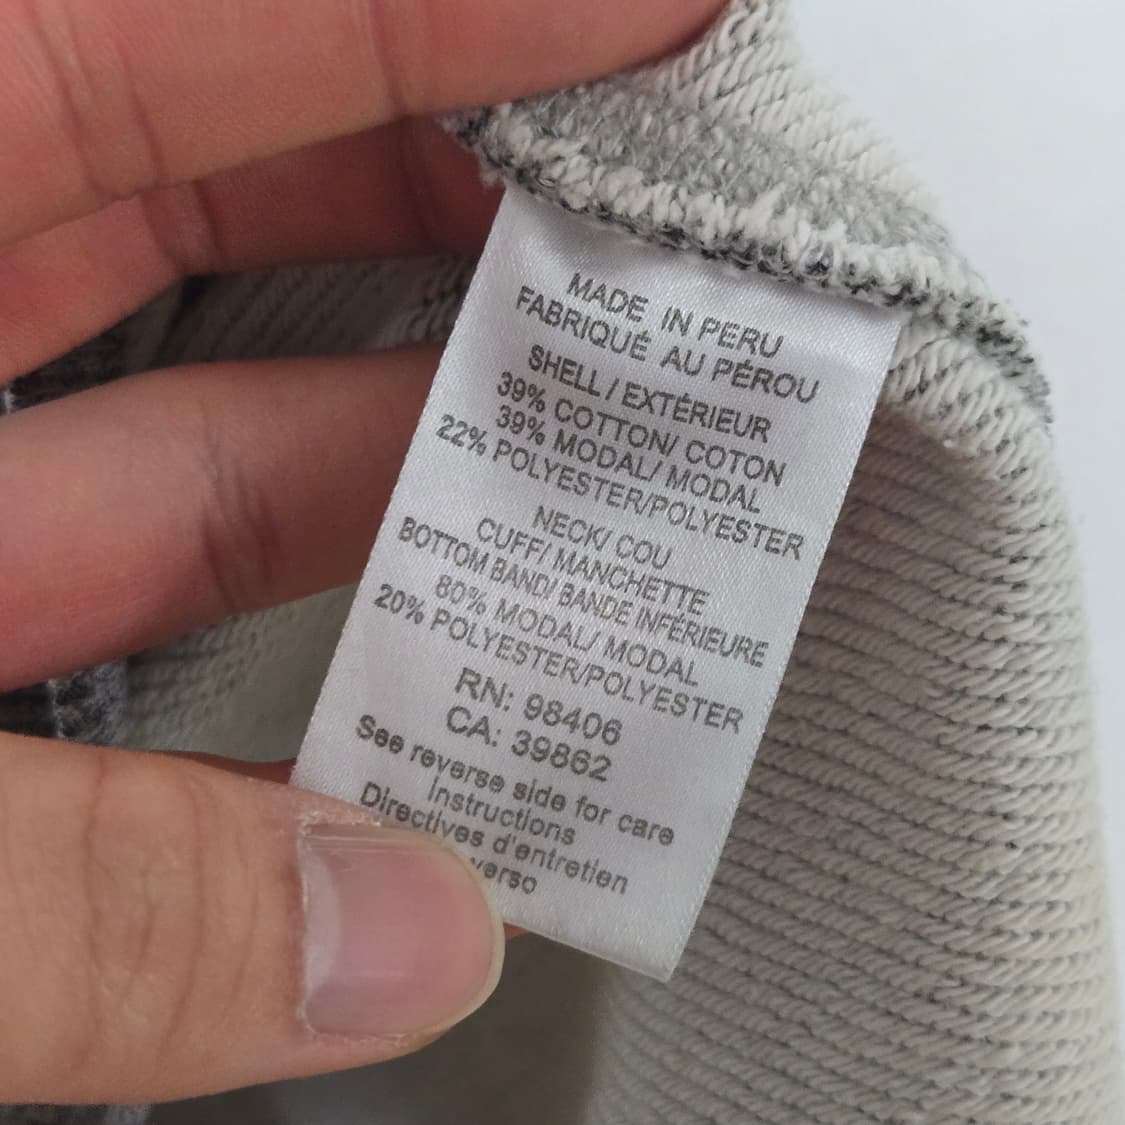 MADE IN PERU
FABRIQUÉ AU PÉROU
SHELL/EXTÉRIEUR
39% COTTON/ COTON
39% MODAL/ MODAL
22% POLYESTER/POLYESTER
NECK/ COU
CUFF/ MANCHETTE
BOTTOM BAND/ BANDE INFÉRIEURE
80% MODAL/ MODAL
20% POLYESTER/POLYESTER
RN: 98406
CA: 39862
See reverse side for care
instructions
Directives d'entretien
verso